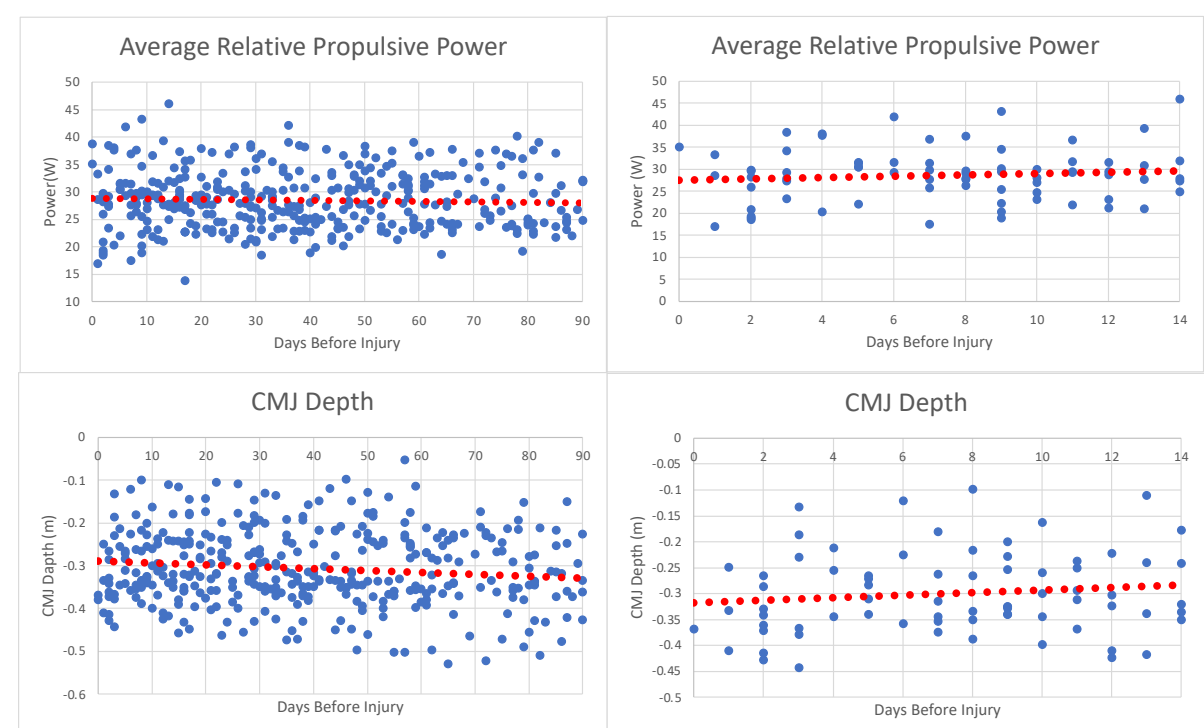 Average Relative Propulsive Power
50
45
40
35
30
25
20
15
10
0 10 20 30 40 50 60 70 80 90
Power(W)
Days Before Injury
Average Relative Propulsive Power
50
45
40
35
30
25
20
15
10
5
0
0 2 4 6 8 10 12 14
Power (W)
Days Before Injury
CMJ Depth
0
0 10 20 30 40 50 60 70 80 90
-0.1
-0.2
-0.3
-0.4
-0.5
-0.6
CMJ Dapth (m)
Days Before Injury
CMJ Depth
0
0 2 4 6 8 10 12 14
-0.05
-0.1
-0.15
-0.2
-0.25
-0.3
-0.35
-0.4
-0.45
-0.5
CMJ Depth (m)
Days Before Injury